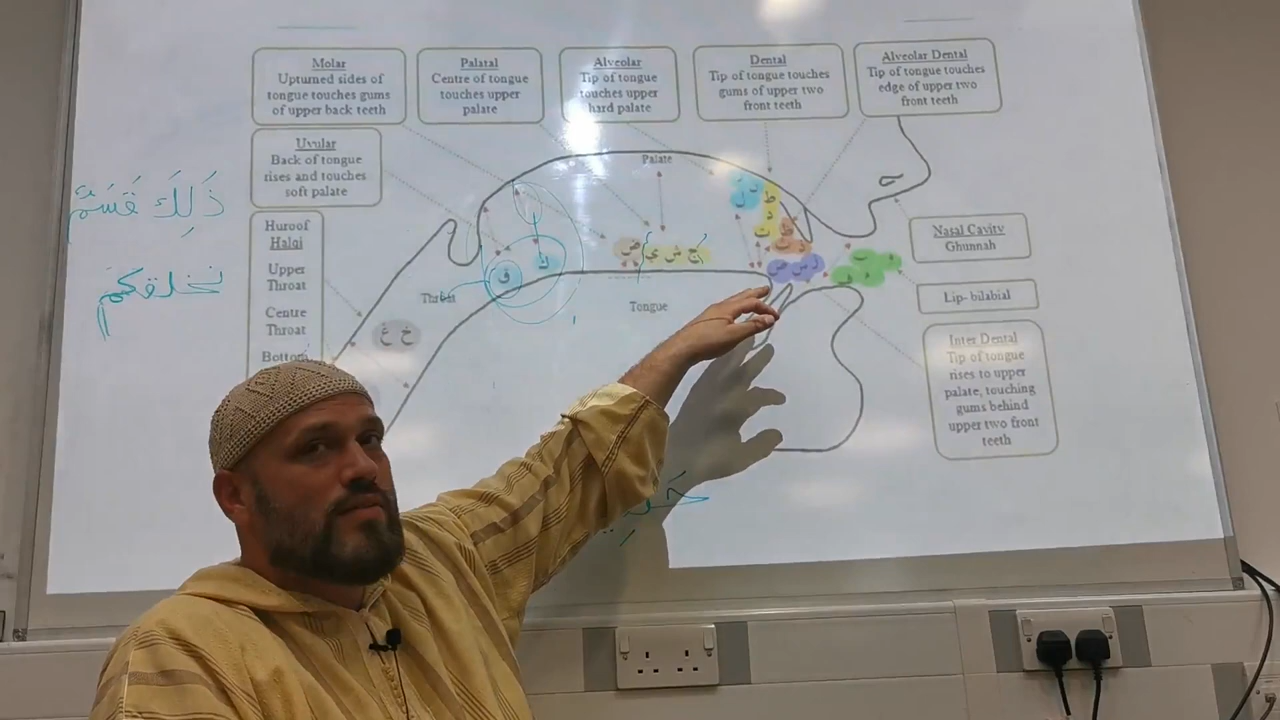 Molar
Upturned sides of
tongue touches gums
of upper back teeth
Palatal
Centre of tongue
touches upper
palate
Alveolar
Tip of tongue
touches upper
hard palate
Dental
Tip of tongue touches
gums of upper two
front teeth
Alveolar Dental
Tip of tongue touches
edge of upper two
front teeth
Uvular
Back of tongue
rises and touches
soft palate
Palate
ذَلِكَ قَسَمٌ
نخلقكم
Huroof
Halqi
Upper
Throat
Centre
Throat
Bottom
Throat
Tongue
ق
ك
غ خ
ض
ج ش ي
ط
د
ت
Nasal Cavity
Ghunnah
Lip- bilabial
Inter Dental
Tip of tongue
rises to upper
palate, touching
gums behind
upper two front
teeth